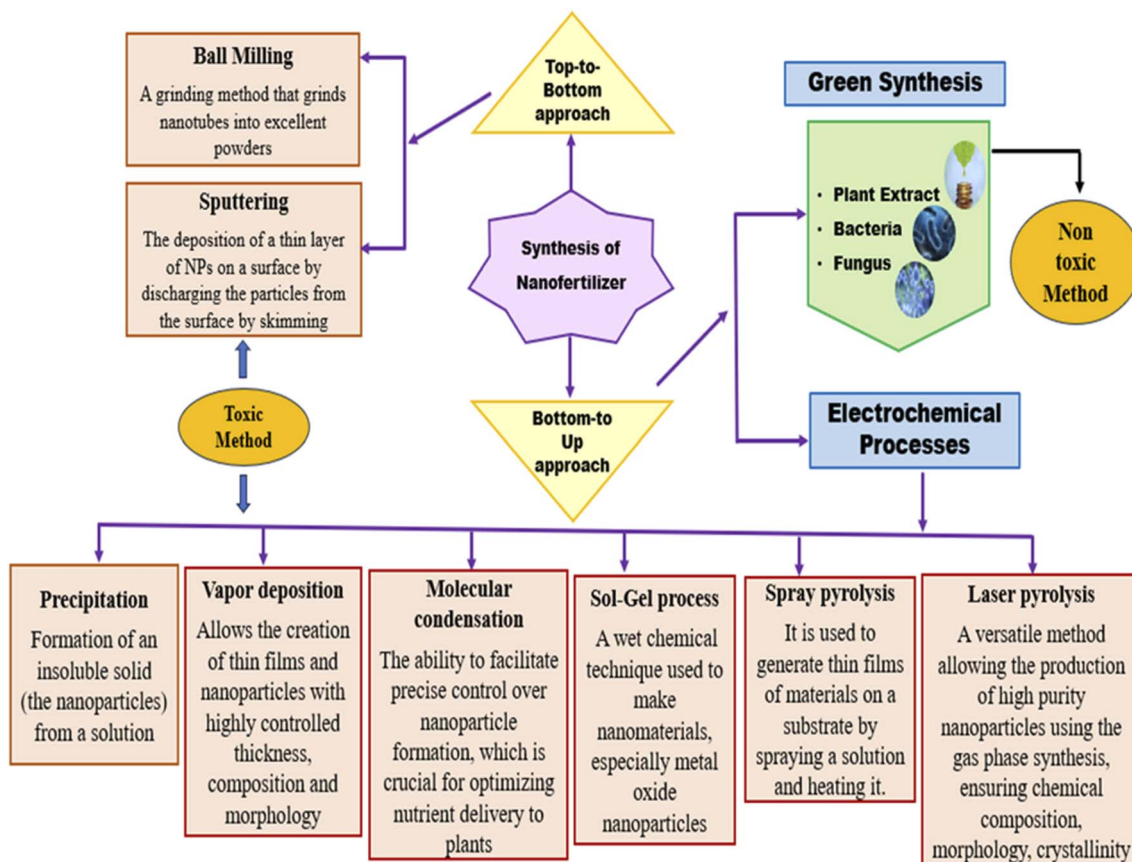 Ball Milling
A grinding method that grinds
nanotubes into excellent
powders
Sputtering
The deposition of a thin layer
of NPs on a surface by
discharging the particles from
the surface by skimming
Toxic
Method
Top-to-
Bottom
approach
Synthesis of
Nanofertilizer
Bottom-to
Up
approach
Green Synthesis
• Plant Extract
• Bacteria
• Fungus
Non
toxic
Method
Electrochemical
Processes
Precipitation
Formation of an
insoluble solid
(the nanoparticles)
from a solution
Vapor deposition
Allows the creation
of thin films and
nanoparticles with
highly controlled
thickness,
composition and
morphology
Molecular
condensation
The ability to facilitate
precise control over
nanoparticle
formation, which is
crucial for optimizing
nutrient delivery to
plants
Sol-Gel process
A wet chemical
technique used to
make
nanomaterials,
especially metal
oxide
nanoparticles
Spray pyrolysis
It is used to
generate thin films
of materials on a
substrate by
spraying a solution
and heating it.
Laser pyrolysis
A versatile method
allowing the production
of high purity
nanoparticles using the
gas phase synthesis,
ensuring chemical
composition,
morphology, crystallinity